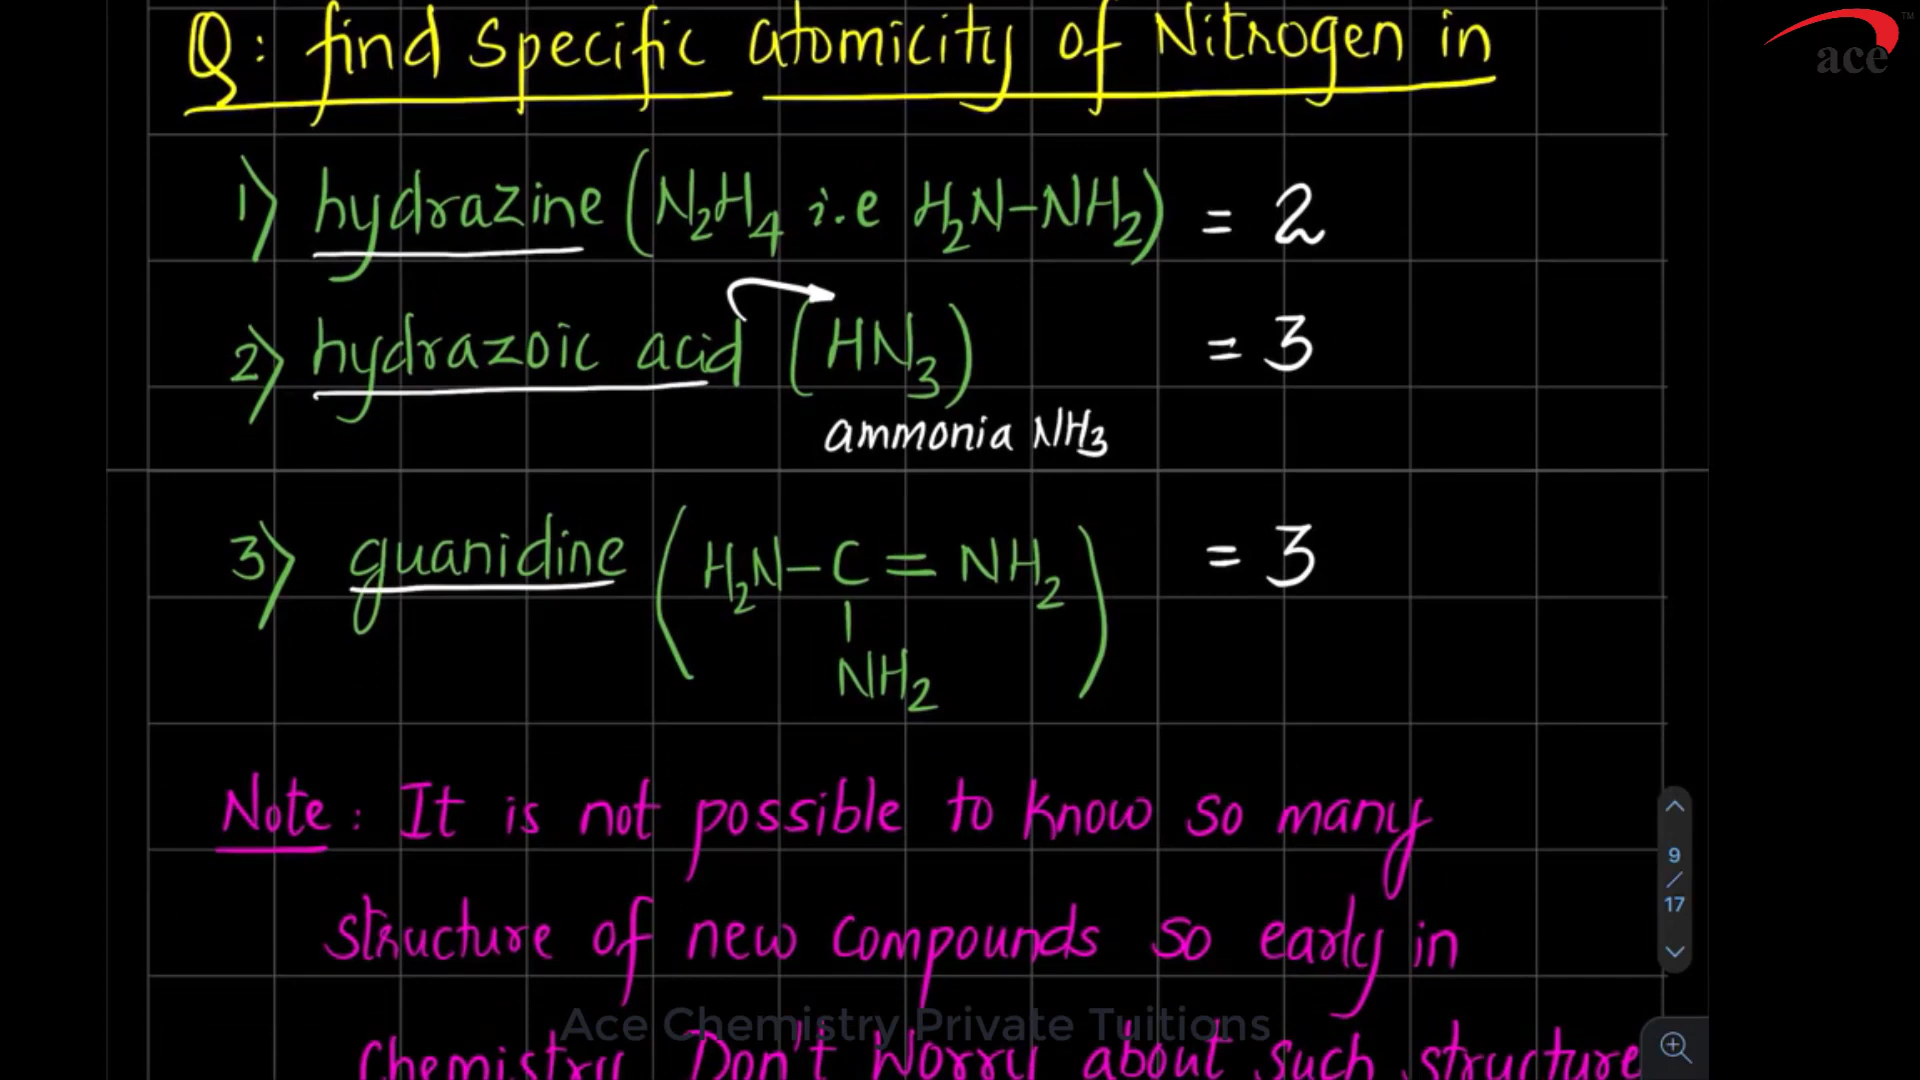 Q: find specific atomicity of Nitrogen in
ace™
1) hydrazine (N₂H₄ i.e H₂N-NH₂) = 2
2) hydrazoic acid (HN₃) = 3
ammonia NH₃
3) guanidine (H₂N-C=NH₂) = 3
NH₂
Note: It is not possible to know so many
structure of new compounds so early in
Ace Chemistry Private Tuitions
Chemistry Don't Worry about such structure
9
/
17